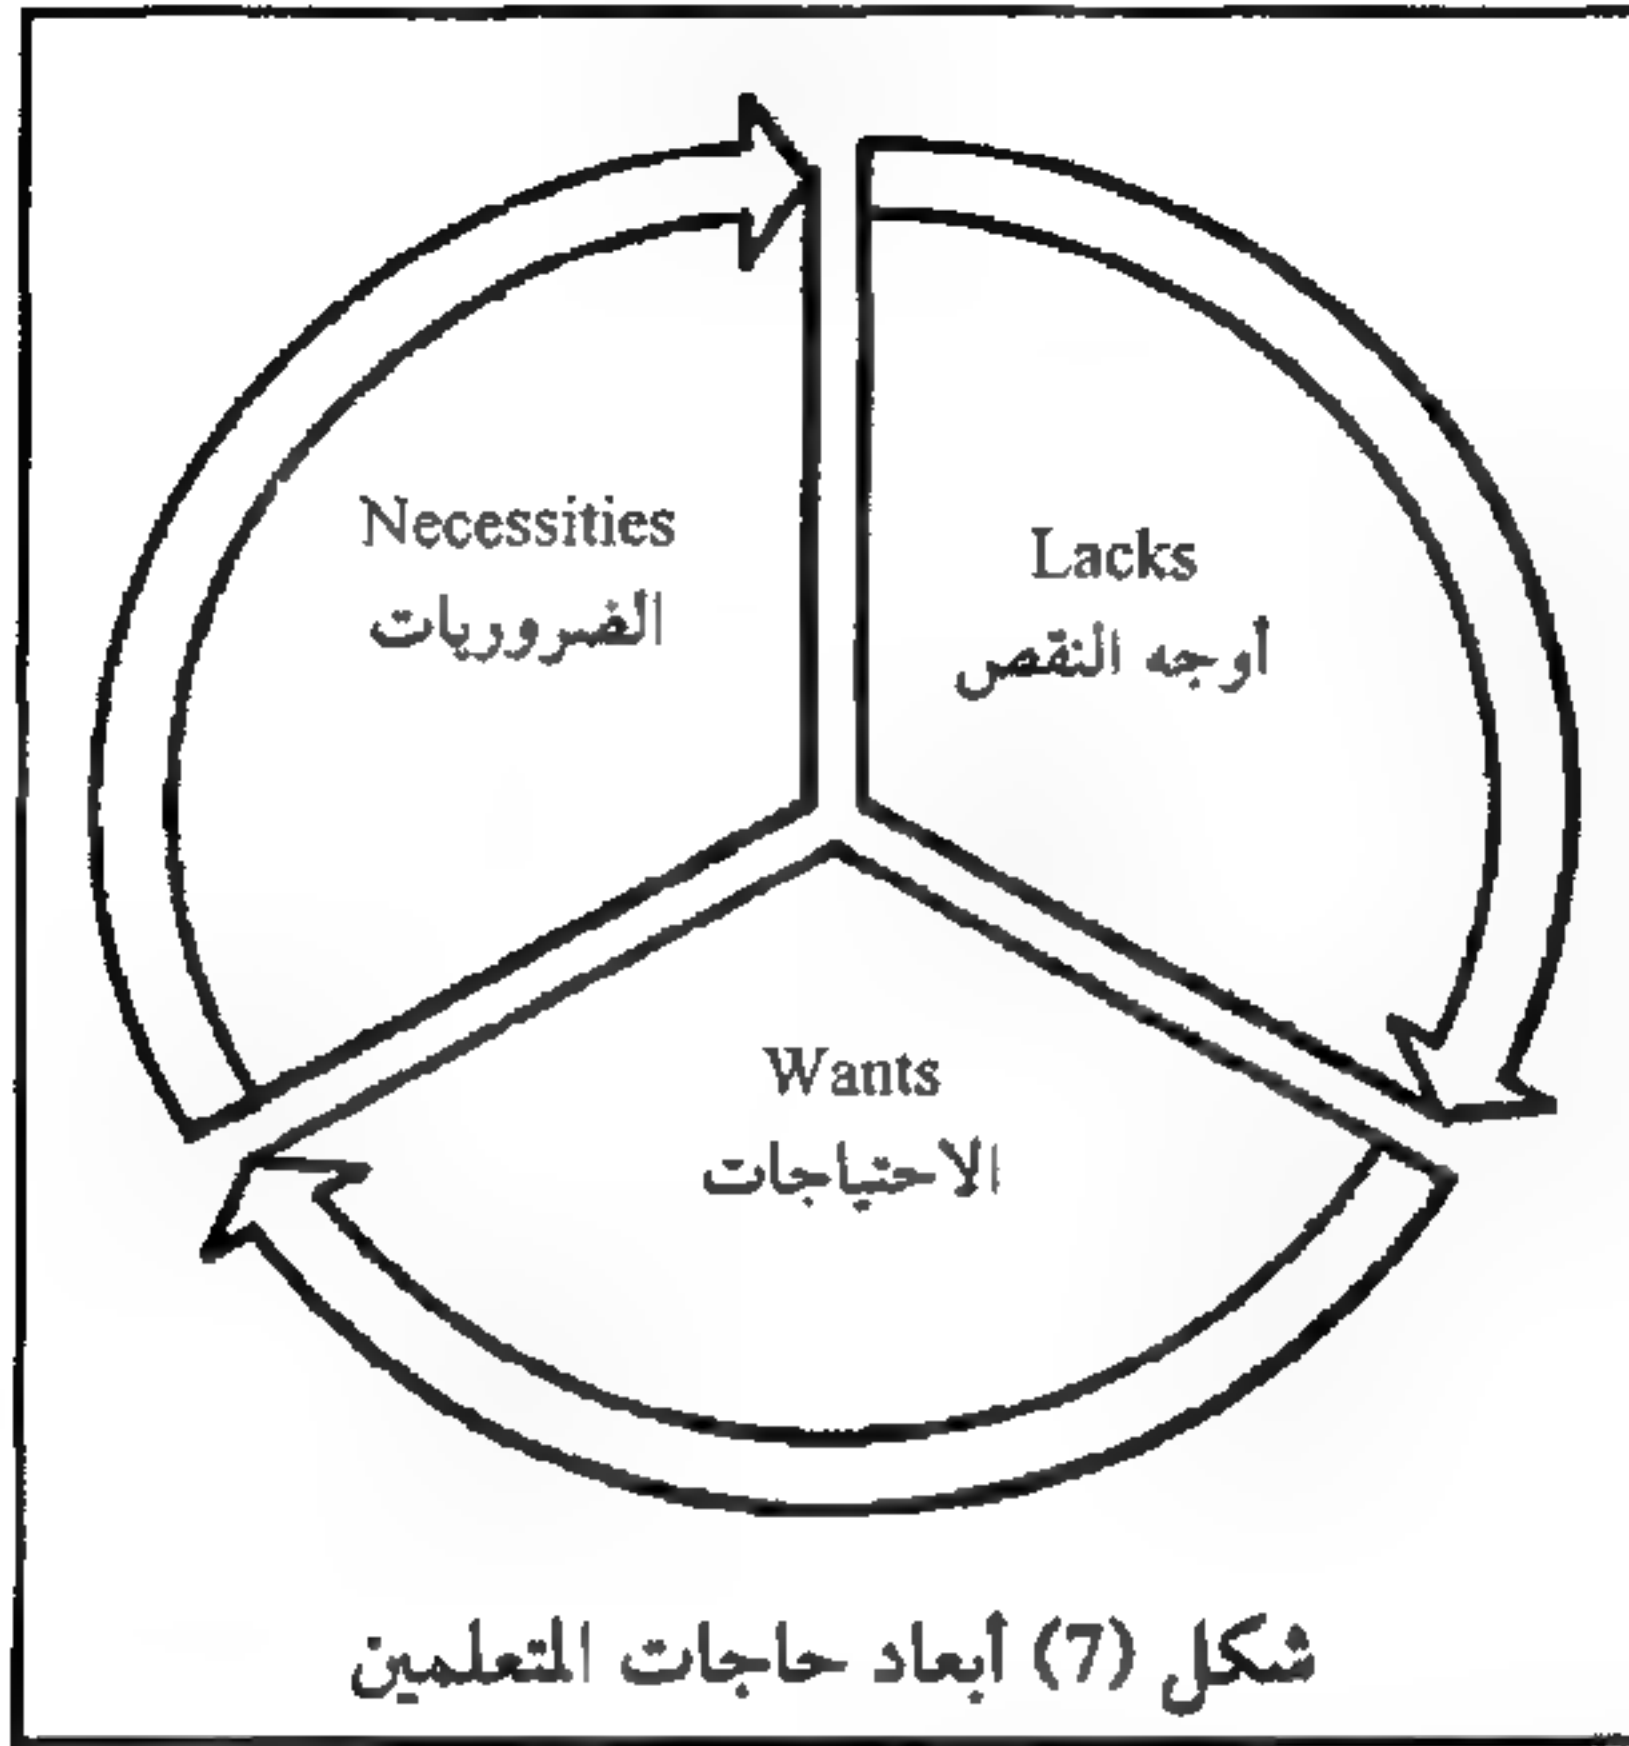 Necessities
الضروريات
Lacks
أوجه النقص
Wants
الاحتياجات
شكل (7) أبعاد حاجات المتعلمين